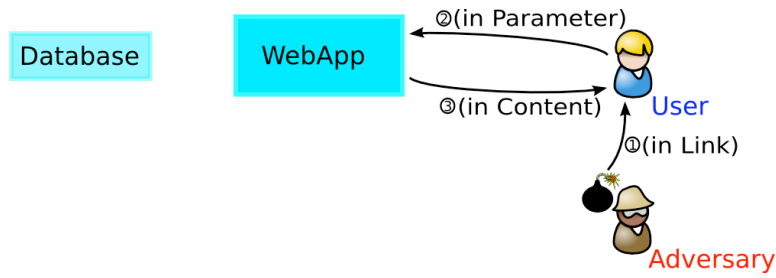 ②(in Parameter)
Database
WebApp
③(in Content)
User
①(in Link)
Adversary